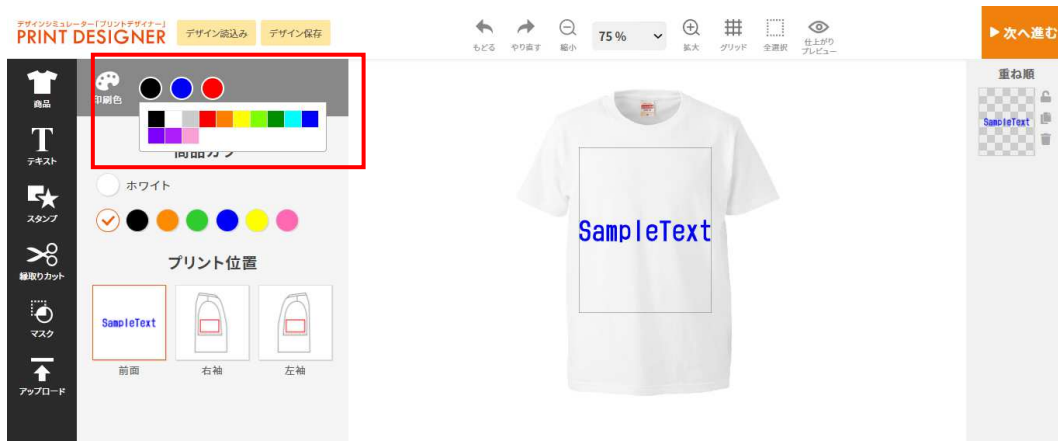 デザインシミュレーター「プリントデザイナー」
PRINT DESIGNER
デザイン読込み
デザイン保存
もどる
やり直す
縮小
75 %
拡大
グリッド
全選択
仕上がり
プレビュー
▶次へ進む
商品
テキスト
スタンプ
縁取りカット
マスク
アップロード
印刷色
商品カラー
ホワイト
プリント位置
SampleText
前面
右袖
左袖
SampleText
重ね順
SampleText